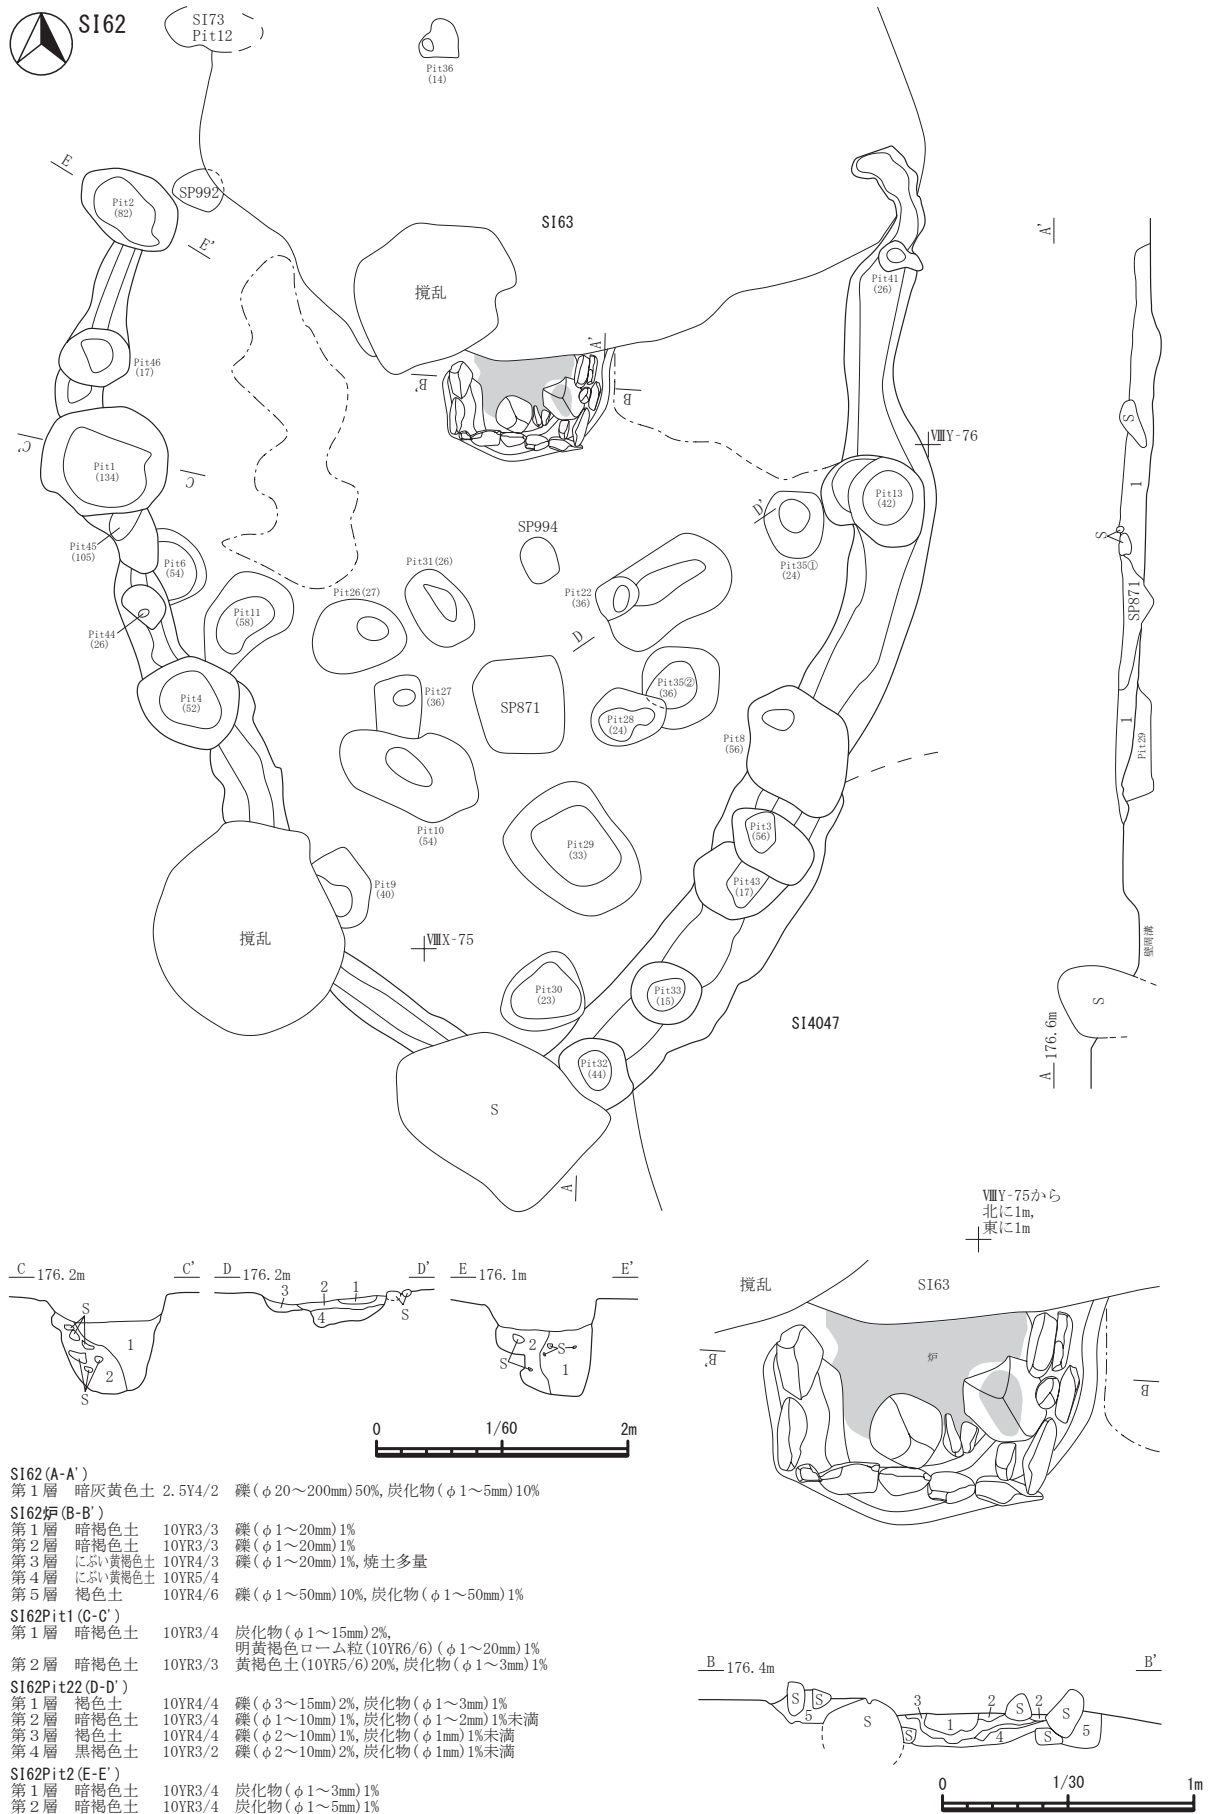 SI62
SI73
Pit12
Pit36
(14)
E
Pit2
(82)
SP992
E'
SI63
撹乱
A'
Pit41
(26)
A'
Pit46
(17)
B'
B
S
C'
Pit1
(134)
C
ⅧY-76
1
Pit13
(42)
D'
SP994
S
Pit45
(105)
Pit6
(54)
Pit35①
(24)
Pit31(26)
Pit26(27)
Pit22
(36)
SP871
Pit11
(58)
Pit44
(26)
D
Pit4
(52)
Pit27
(36)
SP871
Pit35②
(36)
Pit28
(24)
Pit8
(56)
1
Pit29
Pit10
(54)
Pit3
(56)
Pit29
(33)
Pit9
(40)
Pit43
(17)
撹乱
ⅧX-75
壁周溝
Pit30
(23)
Pit33
(15)
S
SI4047
A 176.6m
Pit32
(44)
S
A
ⅧY-75から
北に1m,
東に1m
C 176.2m C' D 176.2m D' E 176.1m E'
撹乱 SI63
3 2 1
S 4 S
1 2 S
2 S 1
S S
炉
B'
B
0 1/60 2m
SI62(A-A')
第１層 暗灰黄色土 2.5Y4/2 礫(φ20～200mm)50%,炭化物(φ1～5mm)10%
SI62炉(B-B')
第１層 暗褐色土 10YR3/3 礫(φ1～20mm)1%
第２層 暗褐色土 10YR3/3 礫(φ1～20mm)1%
第３層 にぶい黄褐色土 10YR4/3 礫(φ1～20mm)1%,焼土多量
第４層 にぶい黄褐色土 10YR5/4
第５層 褐色土 10YR4/6 礫(φ1～50mm)10%,炭化物(φ1～50mm)1%
SI62Pit1(C-C')
第１層 暗褐色土 10YR3/4 炭化物(φ1～15mm)2%,
明黄褐色ローム粒(10YR6/6)(φ1～20mm)1%
第２層 暗褐色土 10YR3/3 黄褐色土(10YR5/6)20%,炭化物(φ1～3mm)1%
SI62Pit22(D-D')
第１層 褐色土 10YR4/4 礫(φ3～15mm)2%,炭化物(φ1～3mm)1%
第２層 暗褐色土 10YR3/4 礫(φ1～10mm)1%,炭化物(φ1～2mm)1%未満
第３層 褐色土 10YR4/4 礫(φ2～10mm)1%,炭化物(φ1mm)1%未満
第４層 黒褐色土 10YR3/2 礫(φ2～10mm)2%,炭化物(φ1mm)1%未満
SI62Pit2(E-E')
第１層 暗褐色土 10YR3/4 炭化物(φ1～3mm)1%
第２層 暗褐色土 10YR3/4 炭化物(φ1～5mm)1%
B 176.4m B'
S S 3 2 S 2 S
5 S 1 4 5
S S
0 1/30 1m